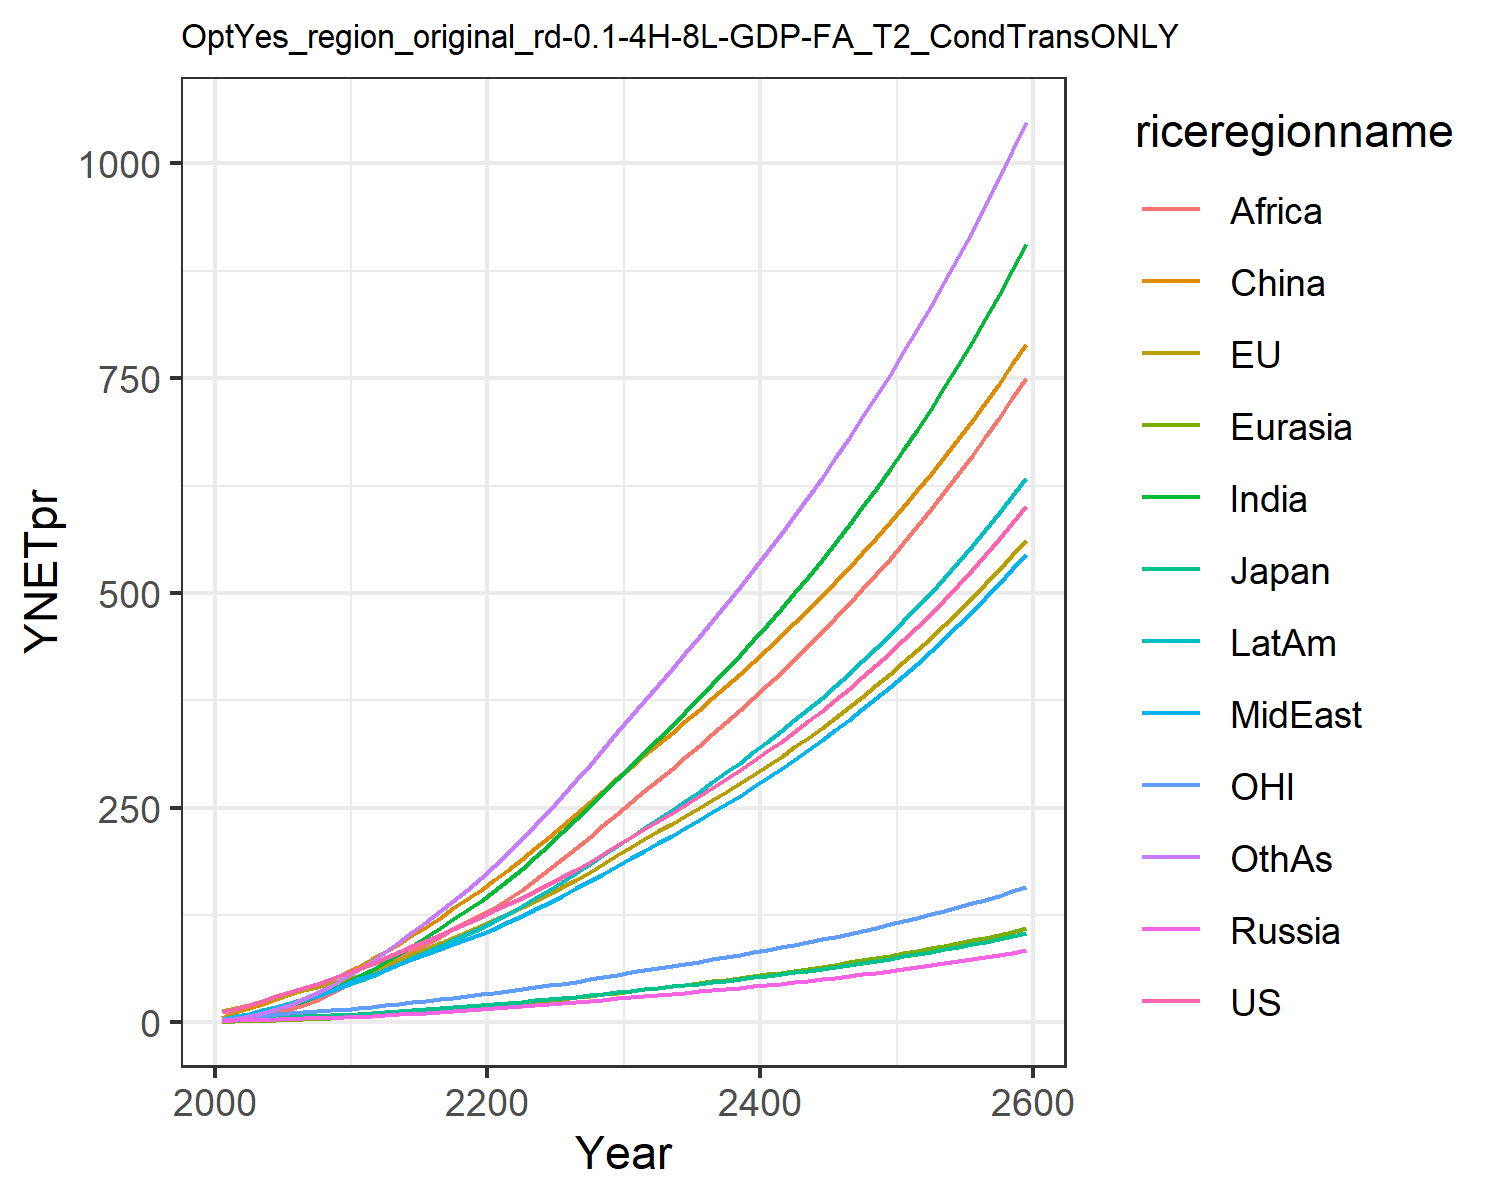 OptYes_region_original_rd-0.1-4H-8L-GDP-FA_T2_CondTransONLY
YNETpr
1000
750
500
250
0
2000
2200
2400
2600
Year
riceregionname
Africa
China
EU
Eurasia
India
Japan
LatAm
MidEast
OHI
OthAs
Russia
US